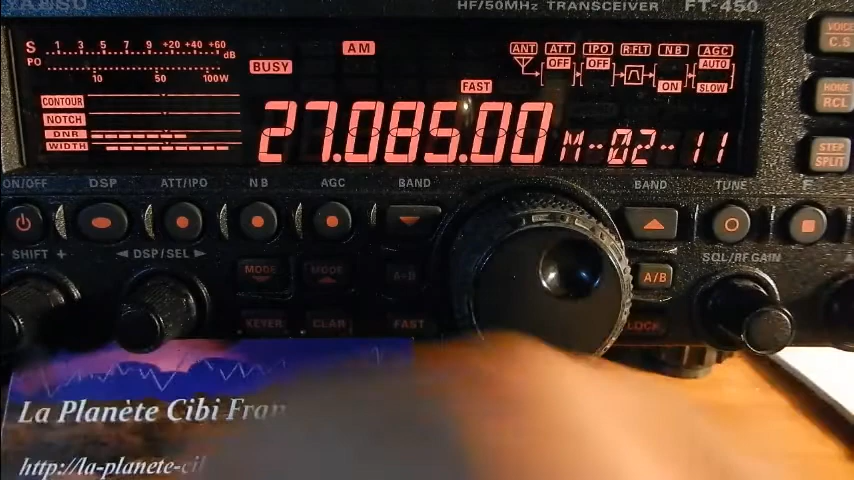 YAESU HF/50MHz TRANSCEIVER FT-450
S 1 3 5 7 9 +20 +40 +60 dB
PO 10 50 100W
BUSY AM FAST
ANT ATT IPO R.FLT NB AGC
OFF OFF ON AUTO SLOW
CONTOUR
NOTCH
DNR
WIDTH
27.085.00 M-02-11
VOICE C.S
HOME RCL
STEP SPLIT
ON/OFF DSP ATT/IPO NB AGC BAND BAND TUNE F
SHIFT + DSP/SEL SQL/RF GAIN
MODE MODE A=B A/B
KEYER CLAR FAST LOCK
La Planète Cibi
http://la-planete-